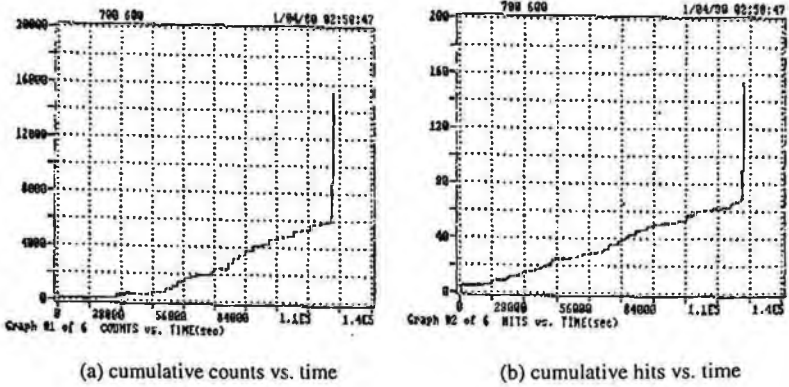 700 600 1/04/80 02:50:47
20000
16000
12000
8000
4000
0
0 28000 56000 84000 1.1E5 1.4E5
Graph #1 of 6 COUNTS vs. TIME(sec)
(a) cumulative counts vs. time
700 600 1/04/80 02:50:47
200
160
120
80
40
0
0 28000 56000 84000 1.1E5 1.4E5
Graph #2 of 6 HITS vs. TIME(sec)
(b) cumulative hits vs. time